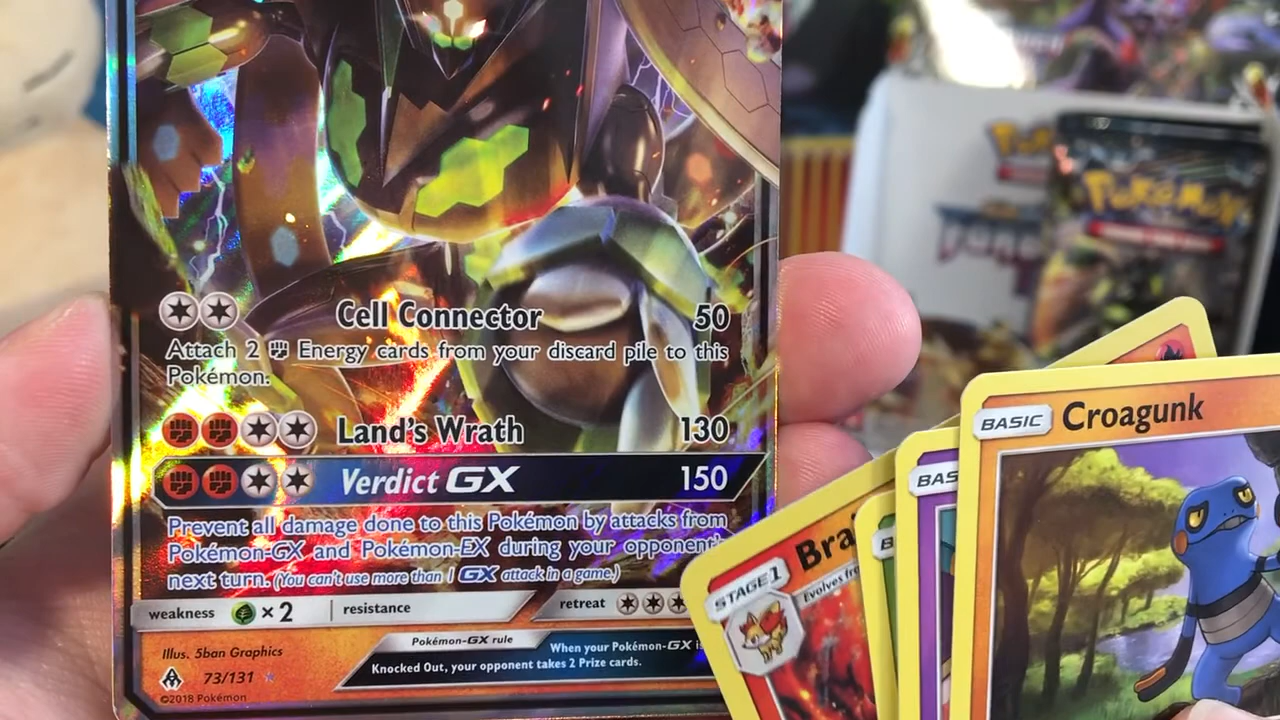 Cell Connector 50
Attach 2 Energy cards from your discard pile to this
Pokémon.
Land's Wrath 130
Verdict GX 150
Prevent all damage done to this Pokémon by attacks from
Pokémon-GX and Pokémon-EX during your opponent's
next turn. (You can't use more than 1 GX attack in a game.)
weakness ×2 resistance retreat
Pokémon-GX rule
When your Pokémon-GX is
Knocked Out, your opponent takes 2 Prize cards.
Illus. 5ban Graphics
73/131
©2018 Pokémon
BASIC Croagunk
BAS
B
Bra
STAGE 1
Evolves fro
Pokémon